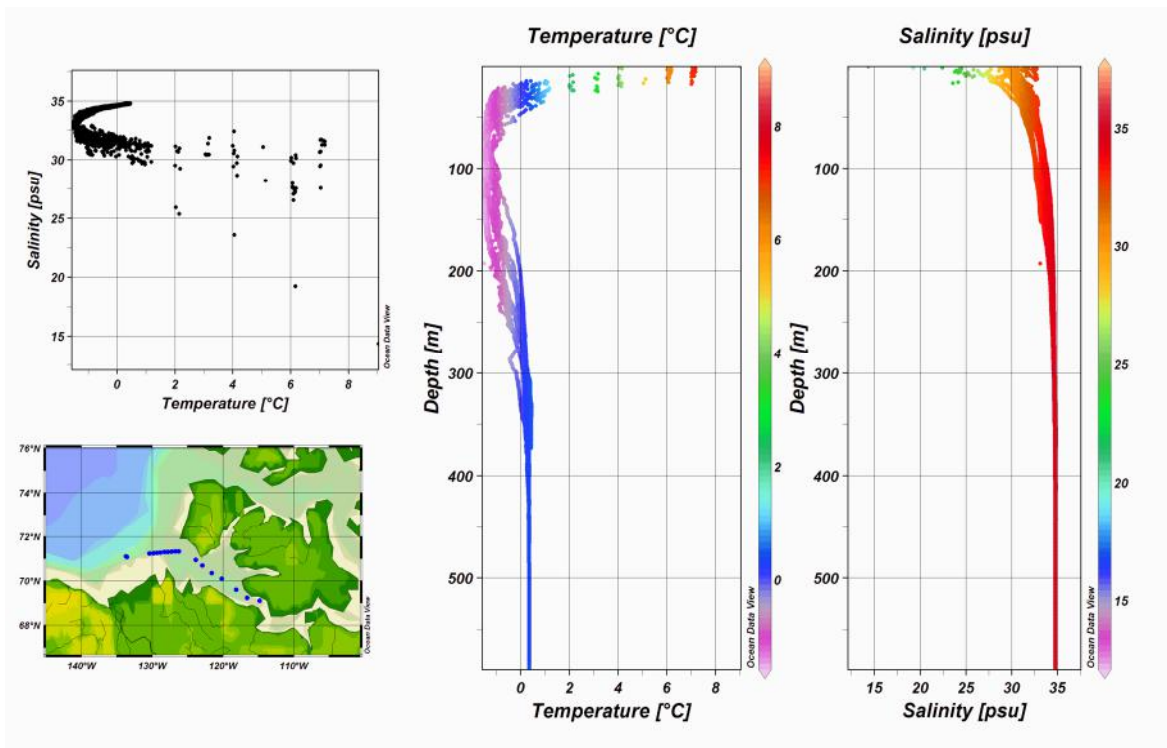 35
30
25
20
15
Salinity [psu]
0 2 4 6 8
Temperature [°C]
Ocean Data View
76°N
74°N
72°N
70°N
68°N
140°W 130°W 120°W 110°W
Ocean Data View
Temperature [°C]
100
200
300
400
500
Depth [m]
0 2 4 6 8
Temperature [°C]
Ocean Data View
8
6
4
2
0
Salinity [psu]
100
200
300
400
500
Depth [m]
15 20 25 30 35
Salinity [psu]
Ocean Data View
35
30
25
20
15